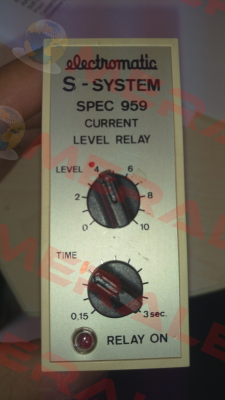 electromatic
S-SYSTEM
SPEC 959
CURRENT
LEVEL RELAY
LEVEL 4 6
2 8
0 10
TIME
0,15 3 sec.
RELAY ON